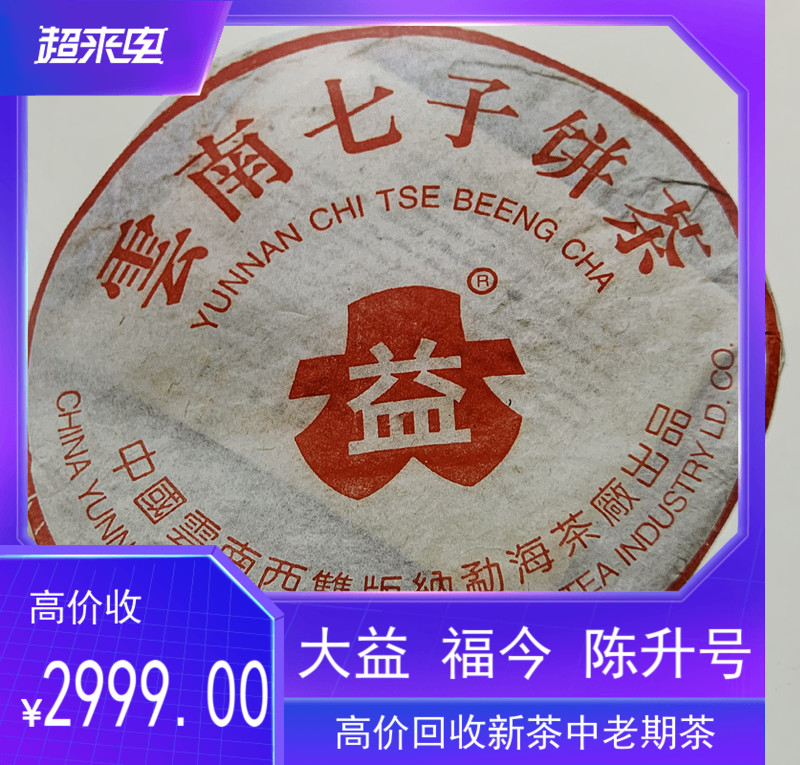 超来电
雲南七子餅茶
YUNNAN CHI TSE BEENG CHA
®
益
中國雲南西雙版納勐海茶廠出品
CHINA YUNN
TEA INDUSTRY LD. CO.
高价收
¥2999.00
大益 福今 陈升号
高价回收新茶中老期茶